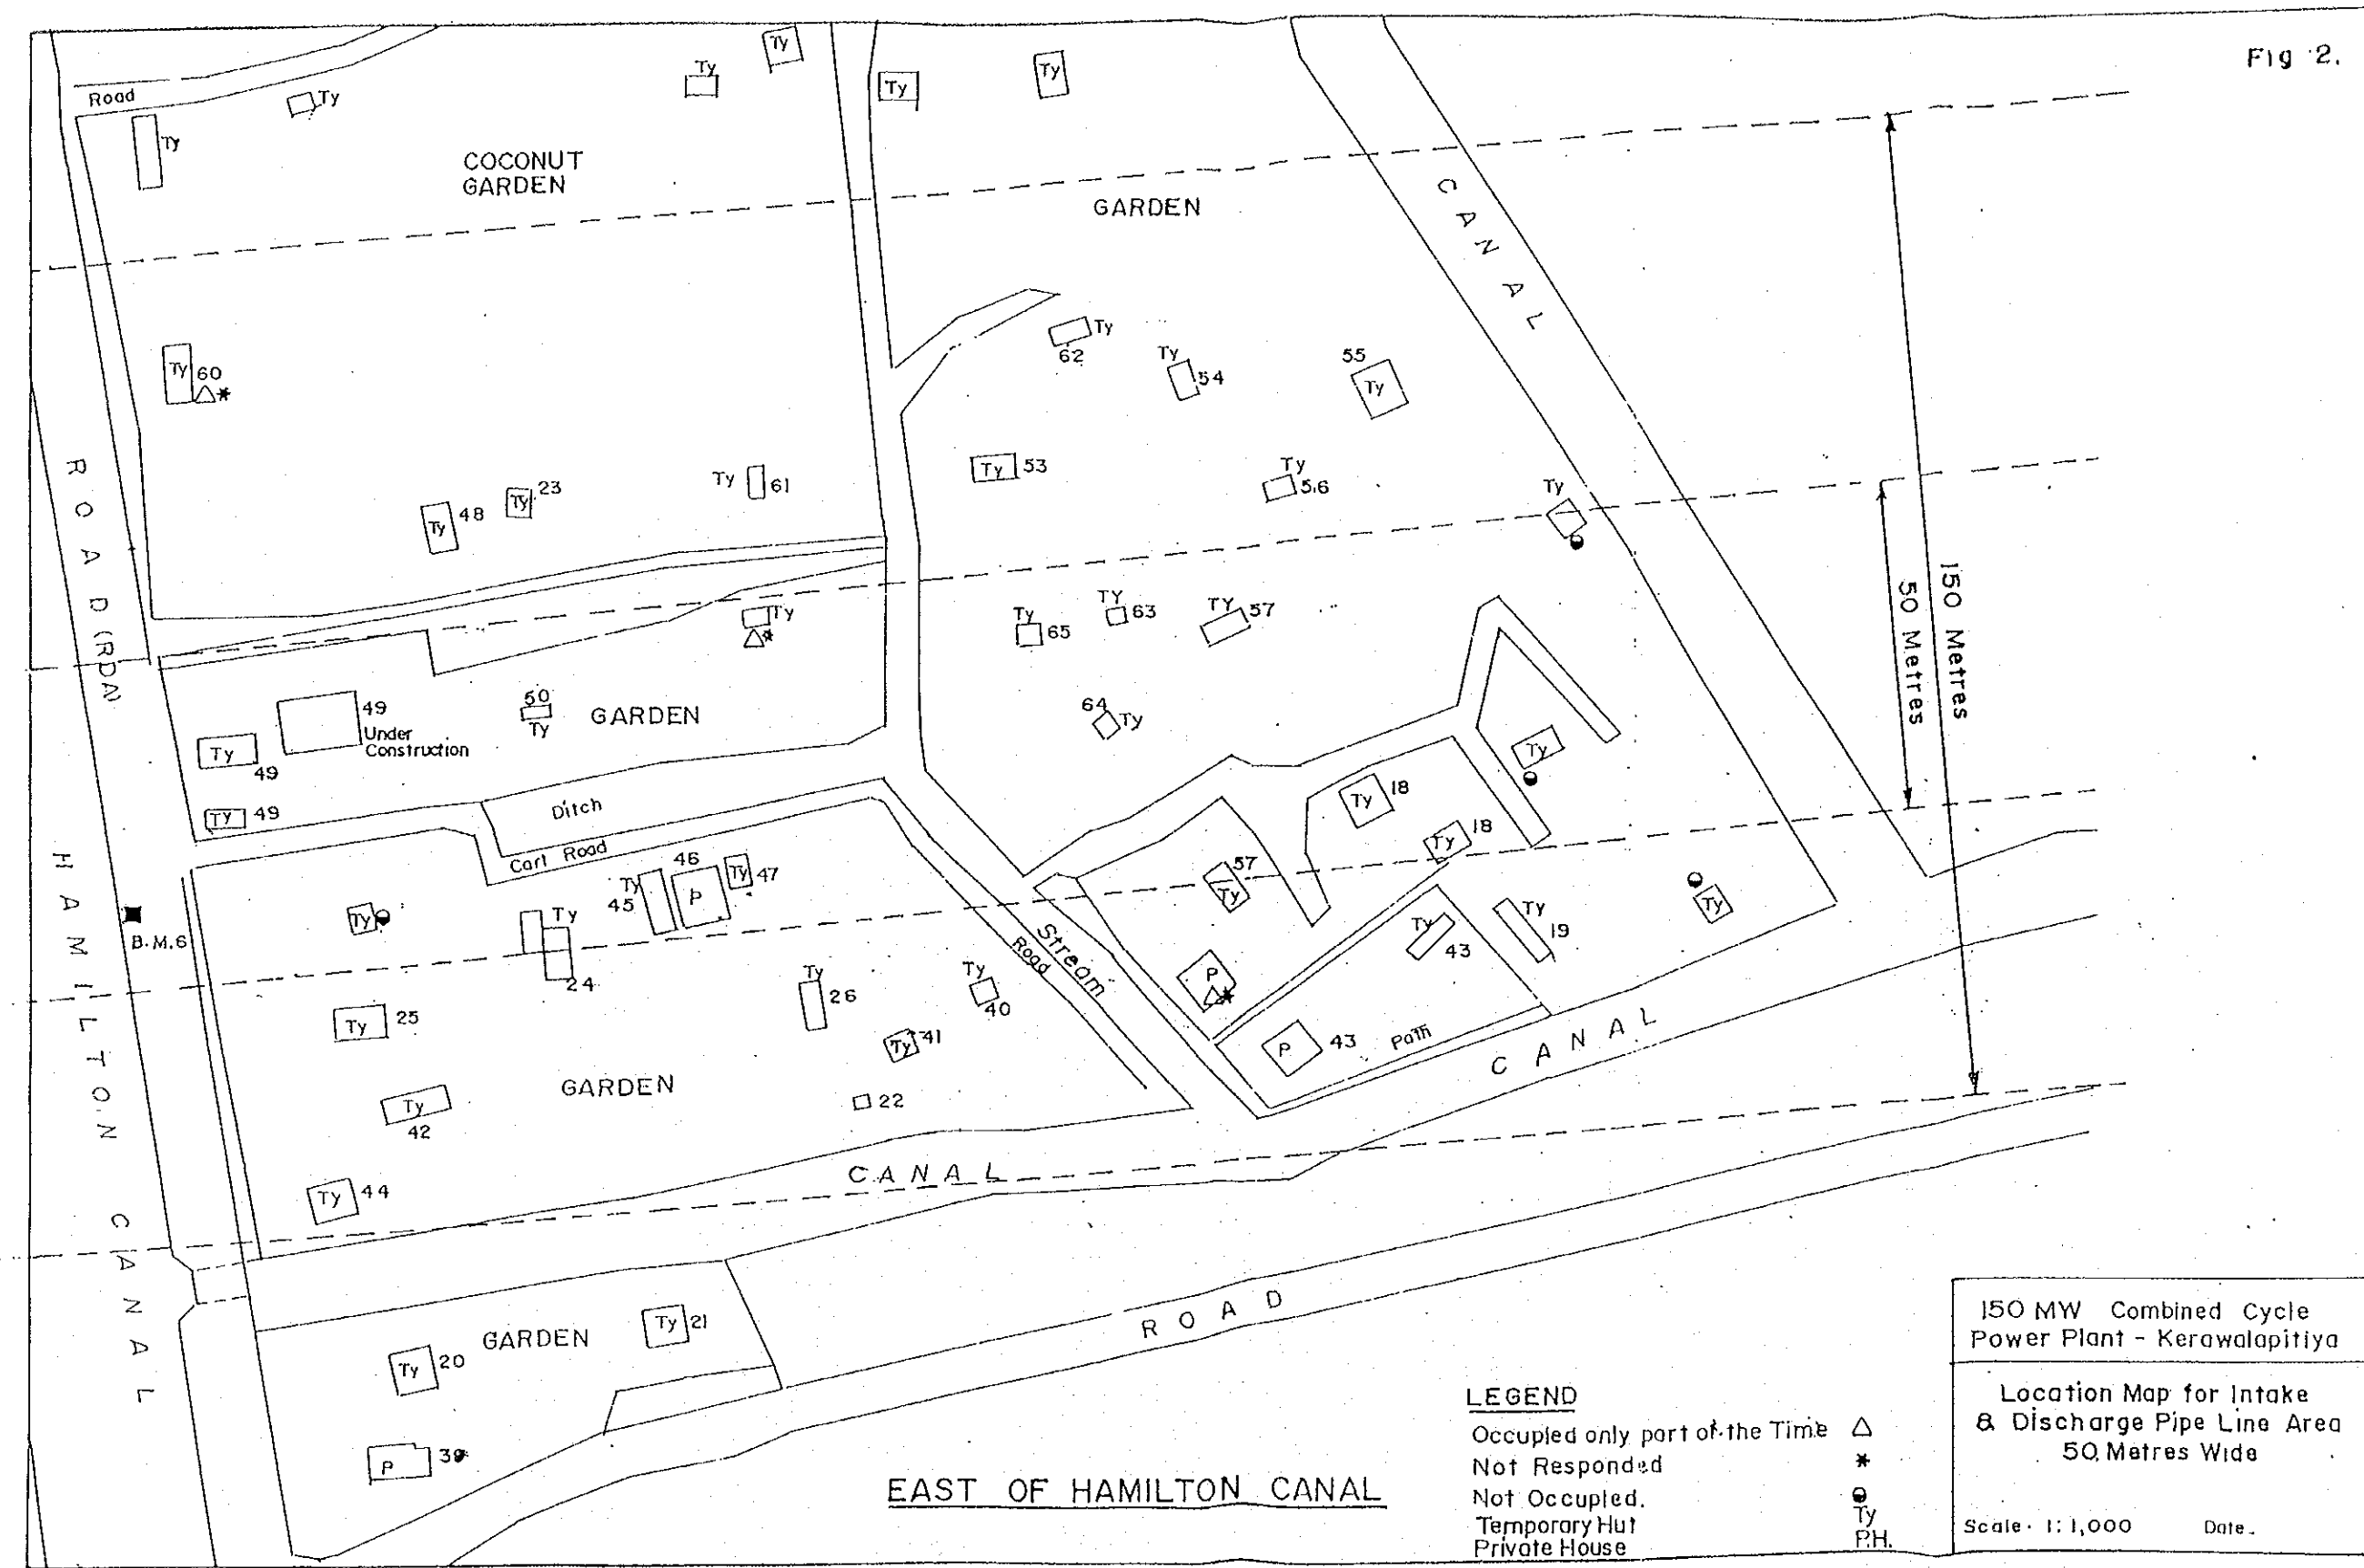 Fig 2.
Ty
Ty
Ty
Ty
Road
Ty
Ty
Ty
COCONUT
GARDEN
GARDEN
CANAL
Ty
62
Ty
54
55
Ty
Ty 60
△*
Ty 53
Ty
56
Ty
Ty 61
Ty 23
Ty 48
ROAD (RDA)
150 Metres
50 Metres
Ty
Ty
65
TY
63
TY 57
△*
50
Ty
GARDEN
64
Ty
49
Under
Construction
Ty
49
TY 49
Ditch
Cart Road
Ty
Ty 18
Ty 18
46
Ty
45
P
Ty 47
57
Ty
HAMILTON CANAL
B.M.6
Ty
Ty
24
Stream
Road
Ty
43
Ty
19
Ty
P
△*
Ty
26
Ty
40
Ty 25
Ty 41
P 43
Path
CANAL
GARDEN
22
Ty
42
CANAL
Ty 44
ROAD
Ty 21
GARDEN
Ty 20
P 39
EAST OF HAMILTON CANAL
LEGEND
Occupied only part of the Time △
Not Responded *
Not Occupied.
Temporary Hut Ty
Private House P.H.
150 MW Combined Cycle
Power Plant - Kerawalapitiya
Location Map for Intake
& Discharge Pipe Line Area
50 Metres Wide
Scale. 1:1,000 Date.